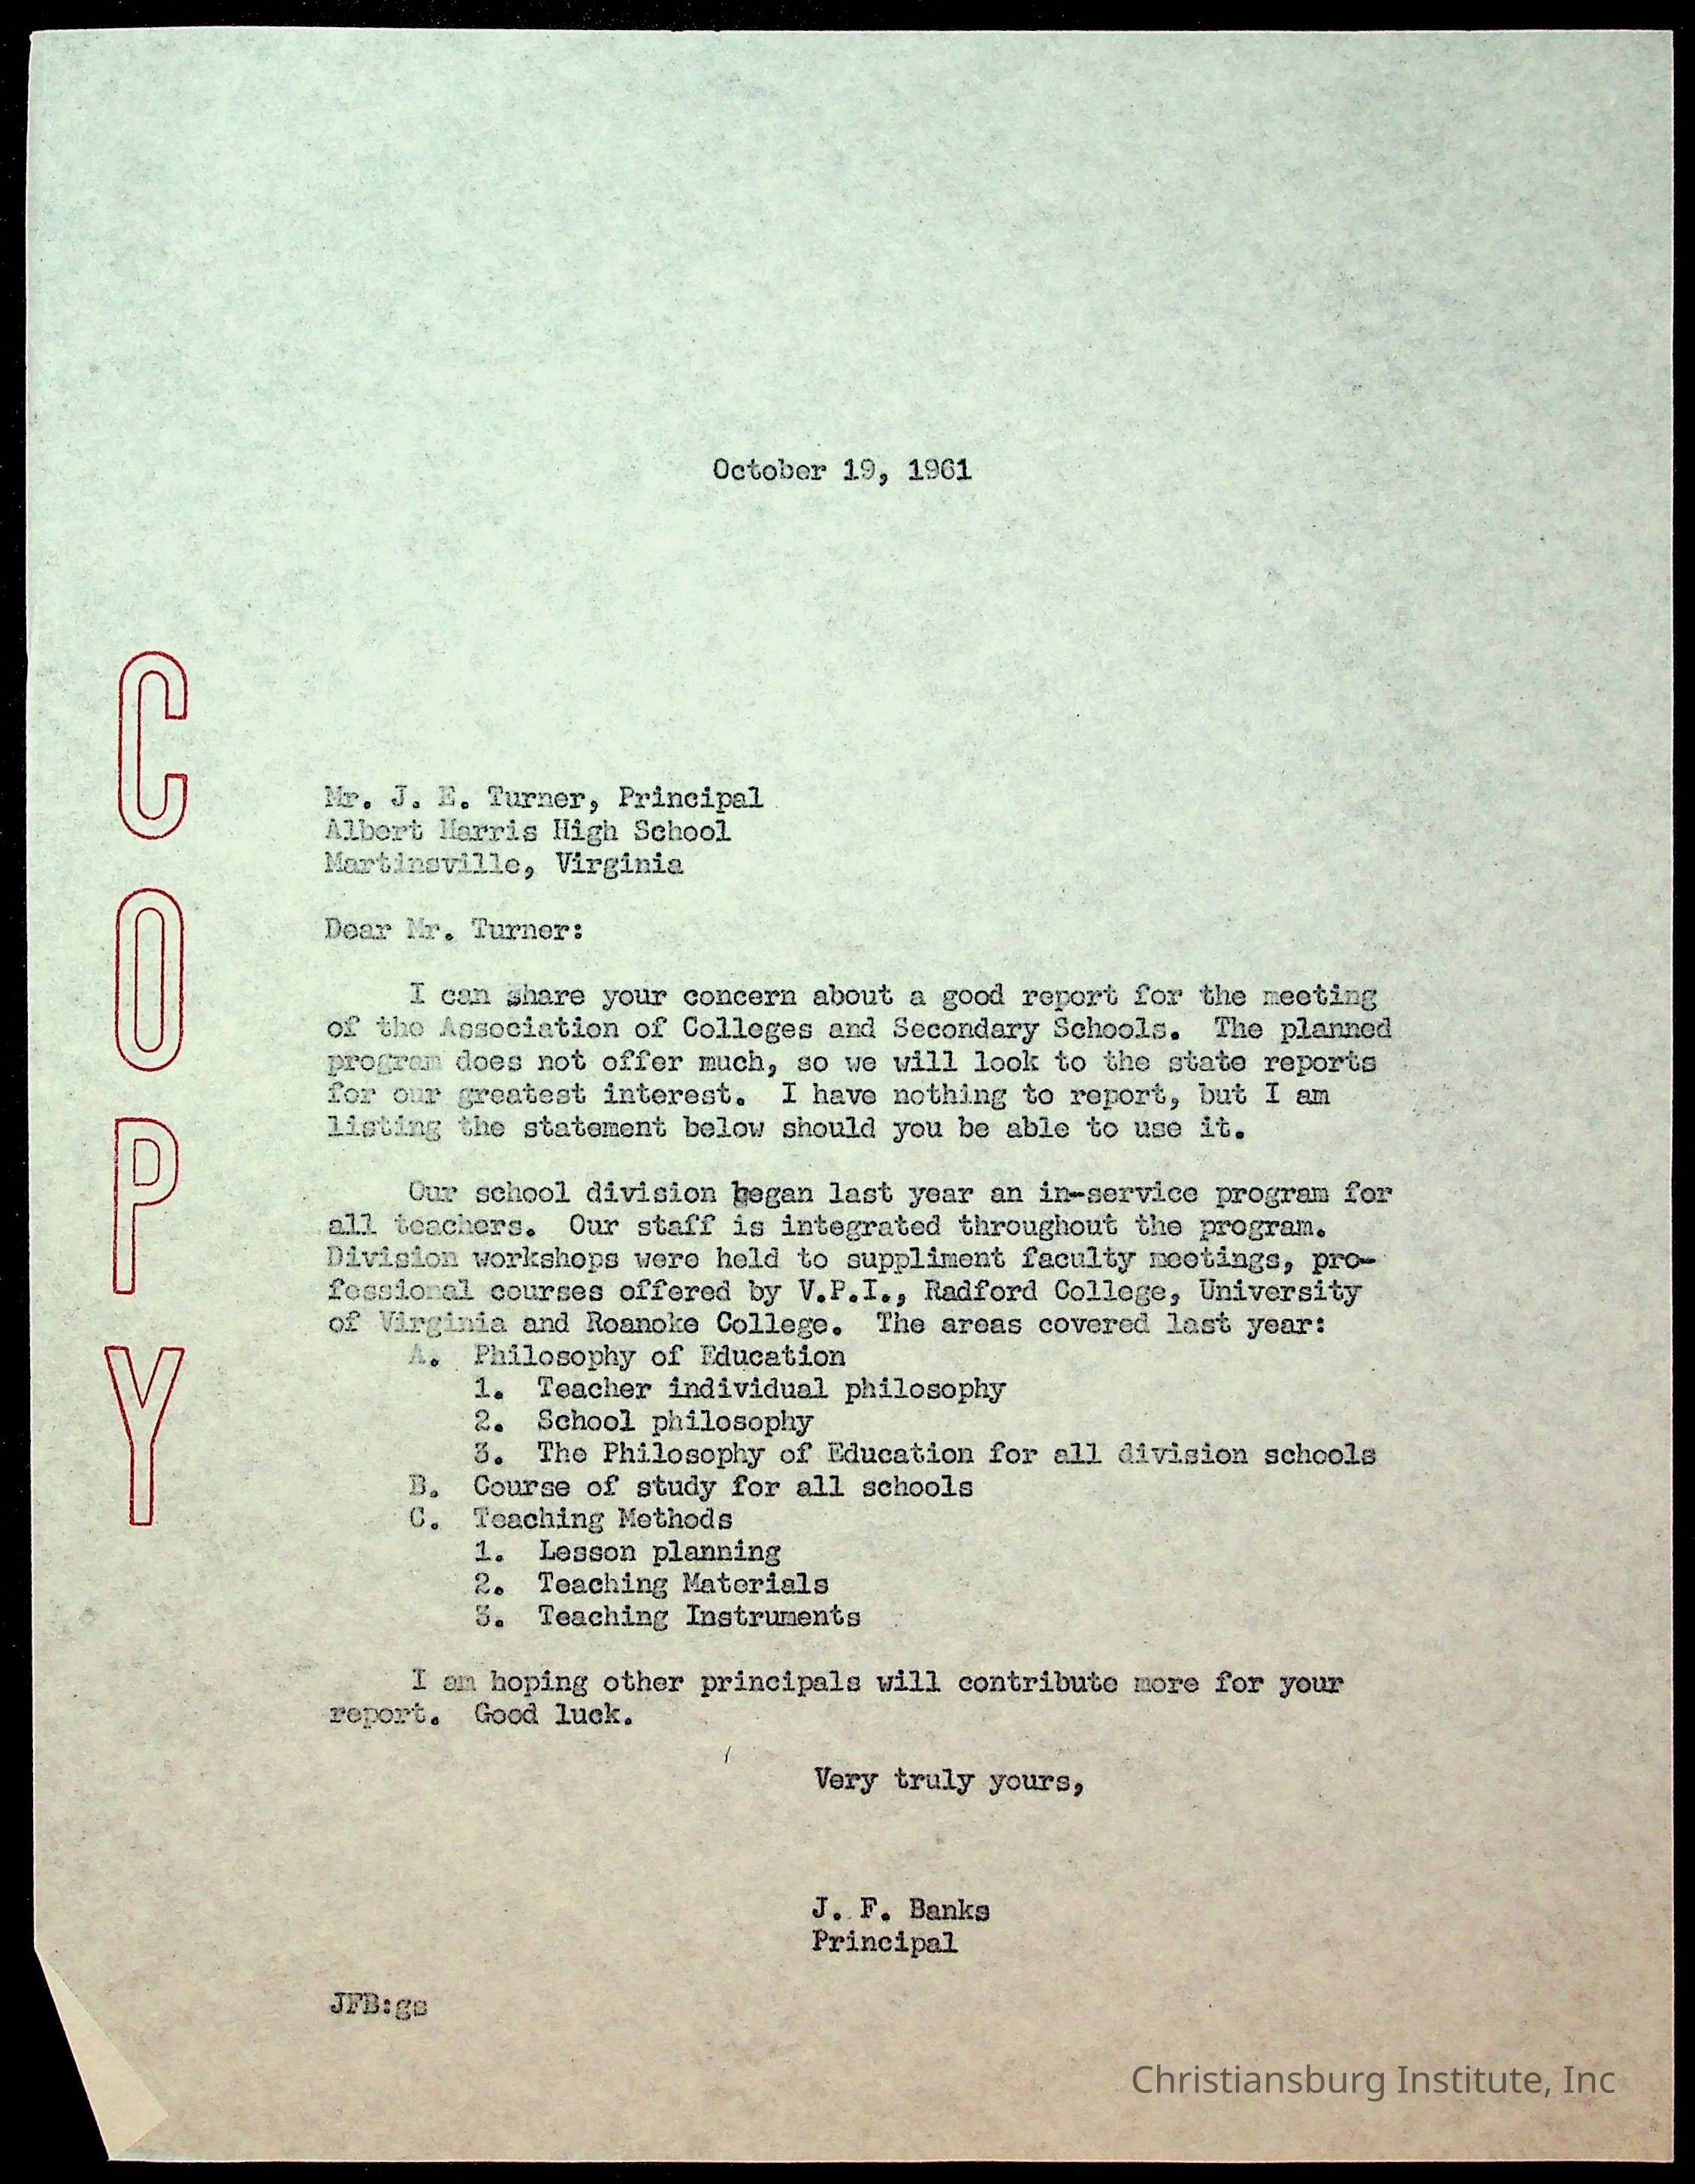 October 19, 1961
COPY
Mr. J. E. Turner, Principal
Albert Harris High School
Martinsville, Virginia
Dear Mr. Turner:
I can share your concern about a good report for the meeting
of the Association of Colleges and Secondary Schools. The planned
program does not offer much, so we will look to the state reports
for our greatest interest. I have nothing to report, but I am
listing the statement below should you be able to use it.
Our school division began last year an in-service program for
all teachers. Our staff is integrated throughout the program.
Division workshops were held to suppliment faculty meetings, pro-
fessional courses offered by V.P.I., Radford College, University
of Virginia and Roanoke College. The areas covered last year:
A. Philosophy of Education
1. Teacher individual philosophy
2. School philosophy
3. The Philosophy of Education for all division schools
B. Course of study for all schools
C. Teaching Methods
1. Lesson planning
2. Teaching Materials
3. Teaching Instruments
I am hoping other principals will contribute more for your
report. Good luck.
Very truly yours,
J. F. Banks
Principal
JFB:gs
Christiansburg Institute, Inc